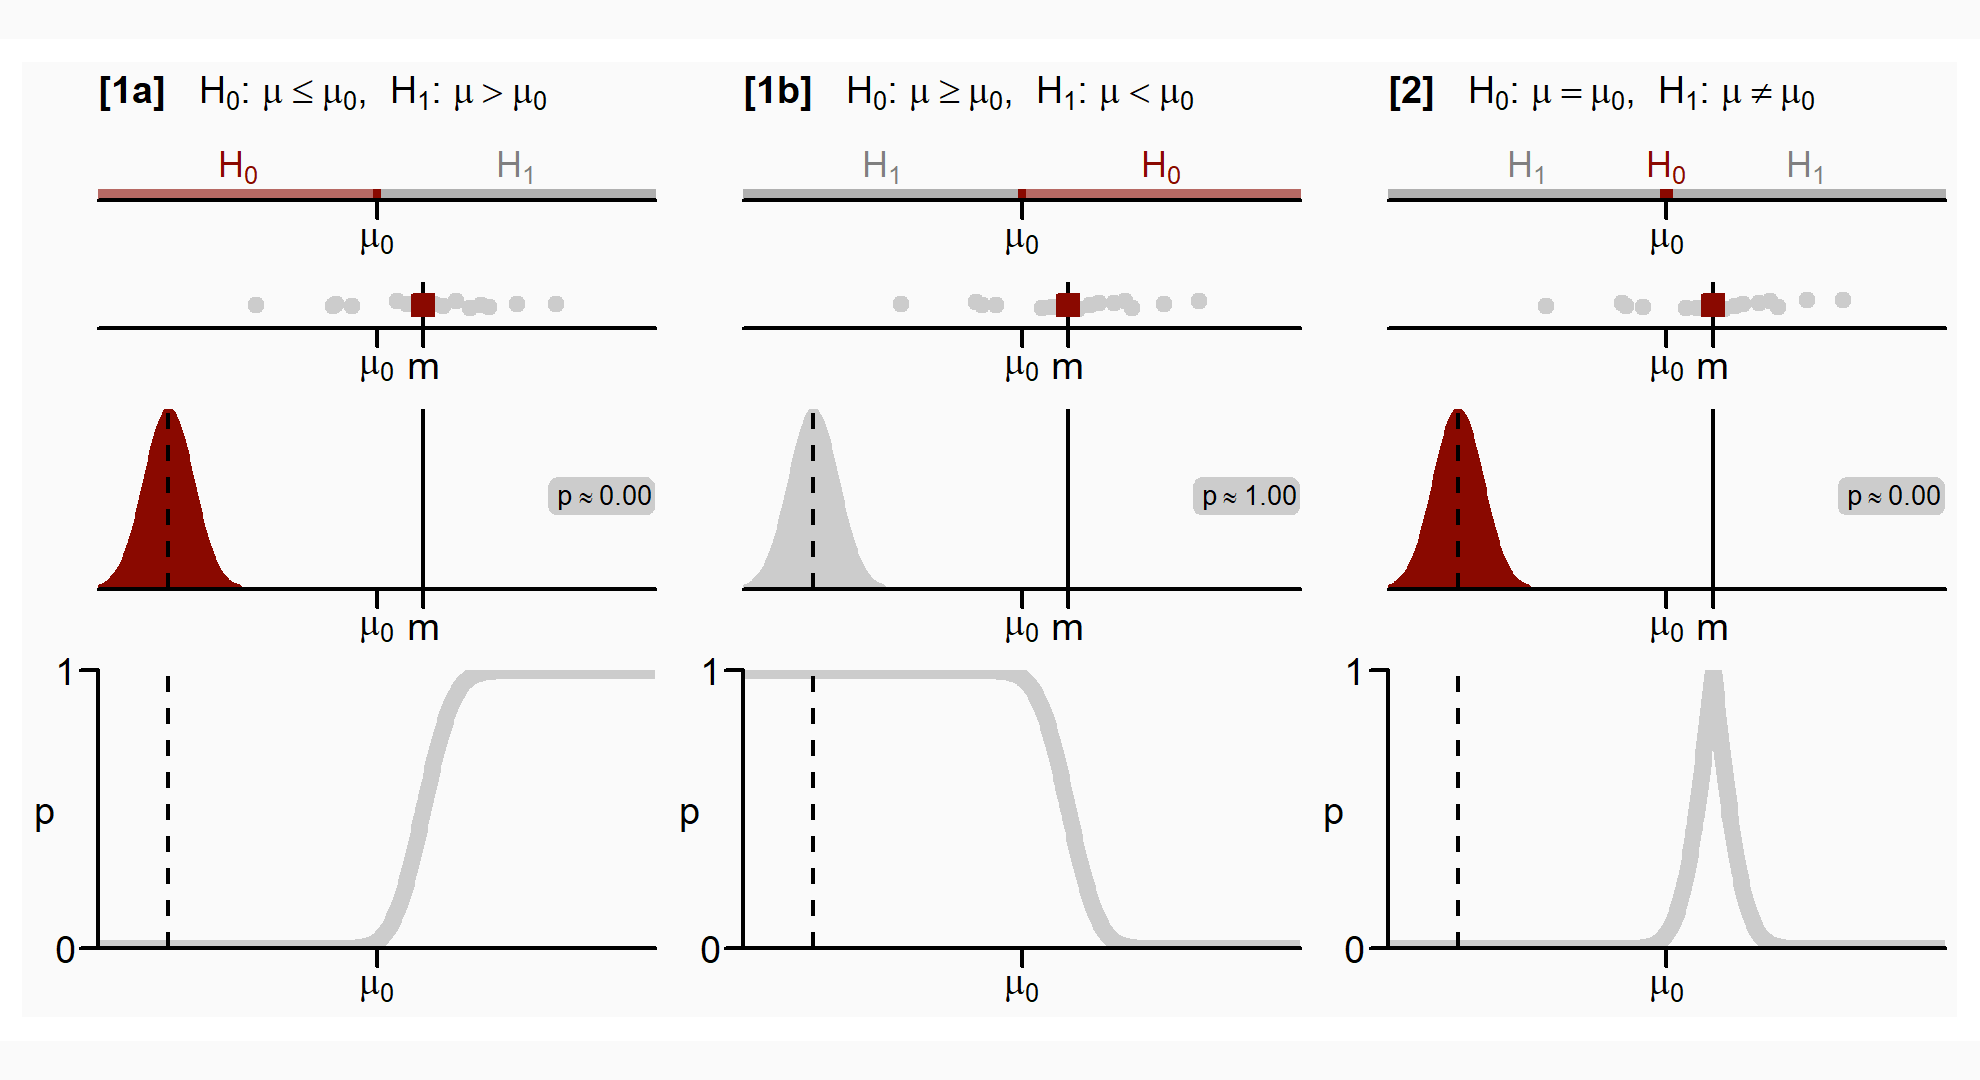 [1a] H₀: μ ≤ μ₀, H₁: μ > μ₀
H₀ H₁
μ₀
μ₀ m
p ≈ 0.00
μ₀ m
1
p
0
μ₀
[1b] H₀: μ ≥ μ₀, H₁: μ < μ₀
H₁ H₀
μ₀
μ₀ m
p ≈ 1.00
μ₀ m
1
p
0
μ₀
[2] H₀: μ = μ₀, H₁: μ ≠ μ₀
H₁ H₀ H₁
μ₀
μ₀ m
p ≈ 0.00
μ₀ m
1
p
0
μ₀